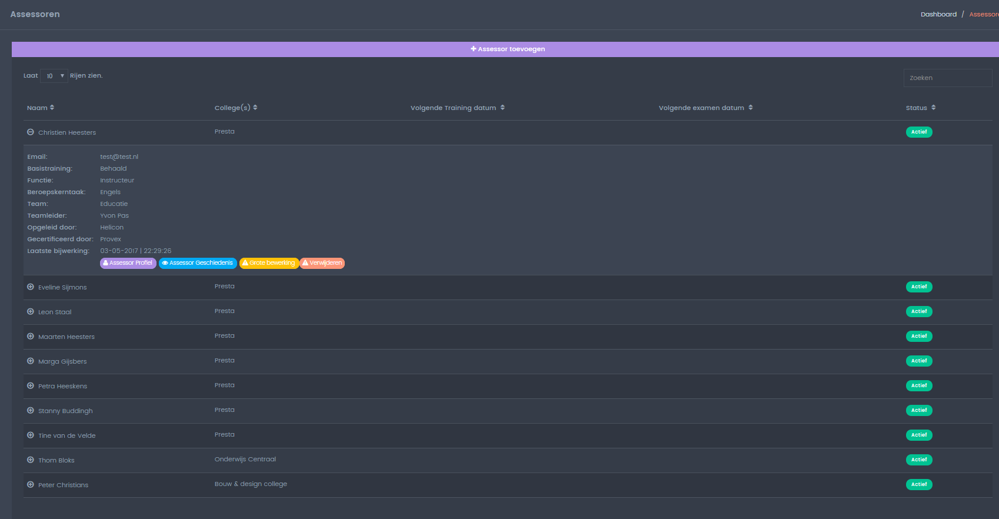 Assessoren
Dashboard / Assessore
Assessor toevoegen
Laat 10 Rijen zien.
Zoeken
Naam College(s) Volgende Training datum Volgende examen datum Status
Christien Heesters Presta Actief
Email: test@test.nl
Basistraining: Behaald
Functie: Instructeur
Beroepskerntaak: Engels
Team: Educatie
Teamleider: Yvon Pas
Opgeleid door: Helicon
Gecertificeerd door: Provex
Laatste bijwerking: 03-05-2017 | 22:29:26
Assessor Profiel Assessor Geschiedenis Grote bewerking Verwijderen
Eveline Sijmons Presta Actief
Leon Staal Presta Actief
Maarten Heesters Presta Actief
Marga Gijsbers Presta Actief
Petra Heeskens Presta Actief
Stanny Buddingh Presta Actief
Tine van de Velde Presta Actief
Thom Bloks Onderwijs Centraal Actief
Peter Christians Bouw & design college Actief